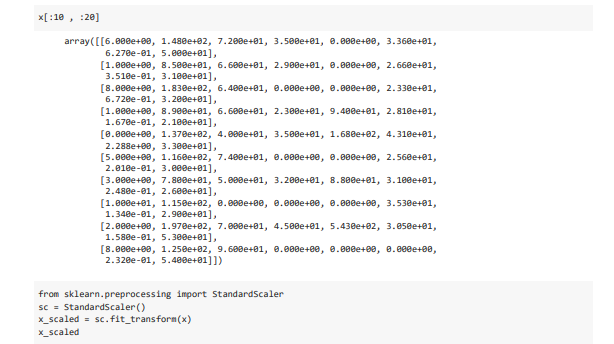 x[:10 , :20]
array([[6.000e+00, 1.480e+02, 7.200e+01, 3.500e+01, 0.000e+00, 3.360e+01,
6.270e-01, 5.000e+01],
[1.000e+00, 8.500e+01, 6.600e+01, 2.900e+01, 0.000e+00, 2.660e+01,
3.510e-01, 3.100e+01],
[8.000e+00, 1.830e+02, 6.400e+01, 0.000e+00, 0.000e+00, 2.330e+01,
6.720e-01, 3.200e+01],
[1.000e+00, 8.900e+01, 6.600e+01, 2.300e+01, 9.400e+01, 2.810e+01,
1.670e-01, 2.100e+01],
[0.000e+00, 1.370e+02, 4.000e+01, 3.500e+01, 1.680e+02, 4.310e+01,
2.288e+00, 3.300e+01],
[5.000e+00, 1.160e+02, 7.400e+01, 0.000e+00, 0.000e+00, 2.560e+01,
2.010e-01, 3.000e+01],
[3.000e+00, 7.800e+01, 5.000e+01, 3.200e+01, 8.800e+01, 3.100e+01,
2.480e-01, 2.600e+01],
[1.000e+01, 1.150e+02, 0.000e+00, 0.000e+00, 0.000e+00, 3.530e+01,
1.340e-01, 2.900e+01],
[2.000e+00, 1.970e+02, 7.000e+01, 4.500e+01, 5.430e+02, 3.050e+01,
1.580e-01, 5.300e+01],
[8.000e+00, 1.250e+02, 9.600e+01, 0.000e+00, 0.000e+00, 0.000e+00,
2.320e-01, 5.400e+01]])
from sklearn.preprocessing import StandardScaler
sc = StandardScaler()
x_scaled = sc.fit_transform(x)
x_scaled